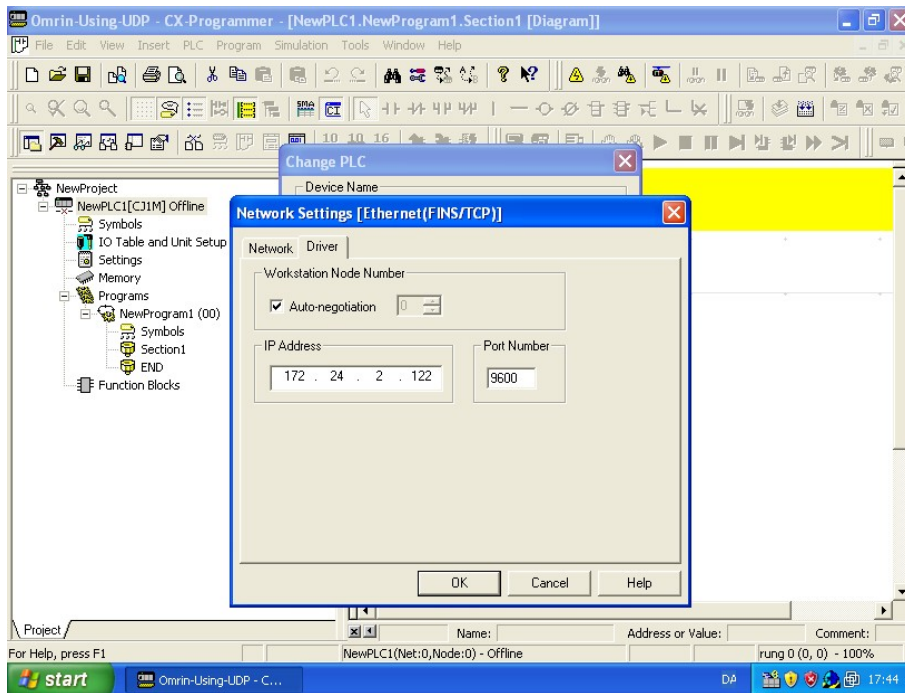 Omrin-Using-UDP - CX-Programmer - [NewPLC1.NewProgram1.Section1 [Diagram]]
File Edit View Insert PLC Program Simulation Tools Window Help
10 10 16
Change PLC
Device Name
NewProject
NewPLC1[CJ1M] Offline
Symbols
IO Table and Unit Setup
Settings
Memory
Programs
NewProgram1 (00)
Symbols
Section1
END
Function Blocks
Network Settings [Ethernet(FINS/TCP)]
Network Driver
Workstation Node Number
Auto-negotiation 0
IP Address Port Number
172 . 24 . 2 . 122 9600
OK Cancel Help
Project
Name: Address or Value: Comment:
For Help, press F1 NewPLC1(Net:0,Node:0) - Offline rung 0 (0, 0) - 100%
start Omrin-Using-UDP - C... DA 17:44